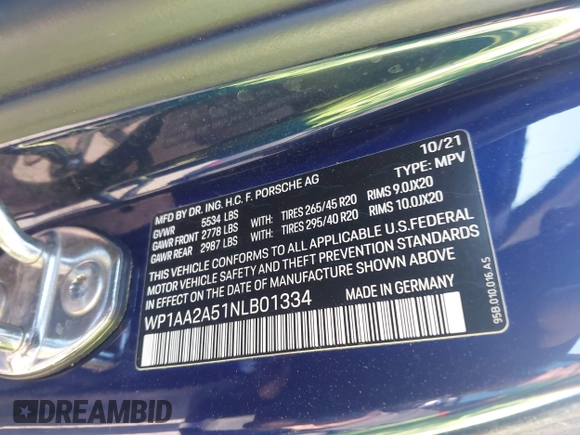 10/21
MFD BY DR. ING. H.C. F. PORSCHE AG TYPE: MPV
GVWR 5534 LBS
GAWR FRONT 2778 LBS WITH: TIRES 265/45 R20 RIMS 9.0JX20
GAWR REAR 2987 LBS WITH: TIRES 295/40 R20 RIMS 10.0JX20
THIS VEHICLE CONFORMS TO ALL APPLICABLE U.S.FEDERAL
MOTOR VEHICLE SAFETY AND THEFT PREVENTION STANDARDS
IN EFFECT ON THE DATE OF MANUFACTURE SHOWN ABOVE
WP1AA2A51NLB01334 MADE IN GERMANY
95B.010.016.AS
DREAMBID